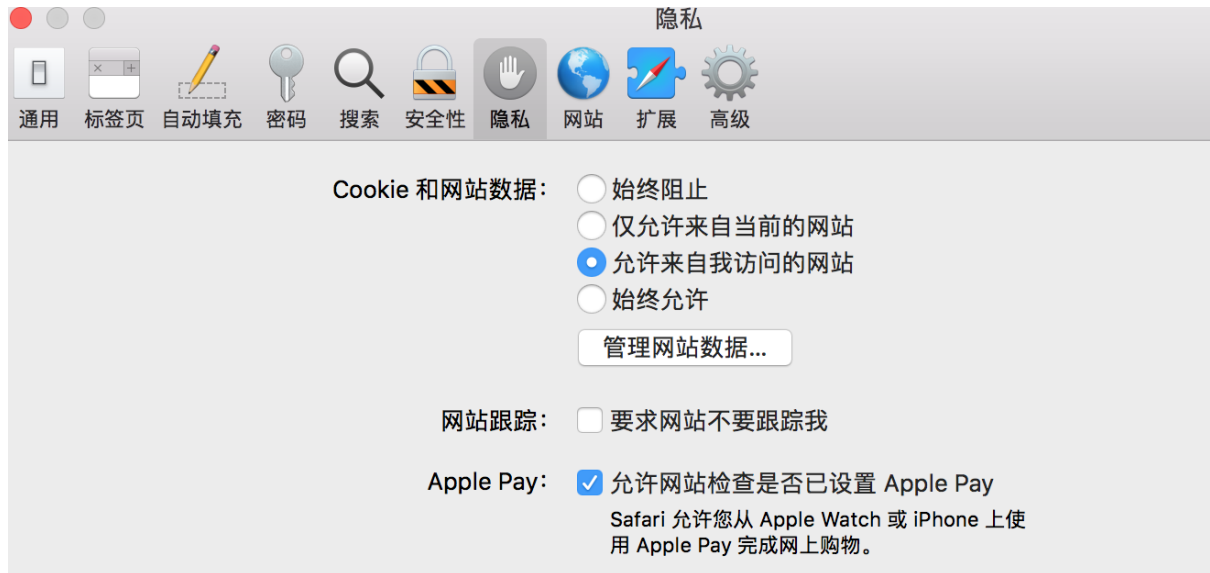 隐私
通用 标签页 自动填充 密码 搜索 安全性 隐私 网站 扩展 高级
Cookie 和网站数据： 始终阻止
仅允许来自当前的网站
允许来自我访问的网站
始终允许
管理网站数据...
网站跟踪： 要求网站不要跟踪我
Apple Pay： 允许网站检查是否已设置 Apple Pay
Safari 允许您从 Apple Watch 或 iPhone 上使
用 Apple Pay 完成网上购物。